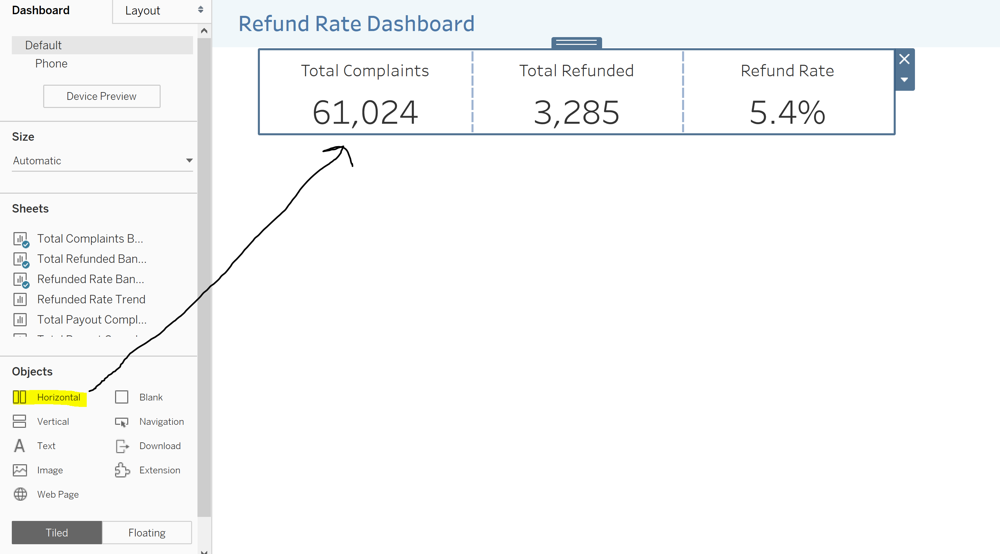 Dashboard
Layout
Default
Phone
Device Preview
Size
Automatic
Sheets
Total Complaints B...
Total Refunded Ban...
Refunded Rate Ban...
Refunded Rate Trend
Total Payout Compl...
Objects
Horizontal
Blank
Vertical
Navigation
Text
Download
Image
Extension
Web Page
Tiled
Floating
Refund Rate Dashboard
Total Complaints
Total Refunded
Refund Rate
61,024
3,285
5.4%